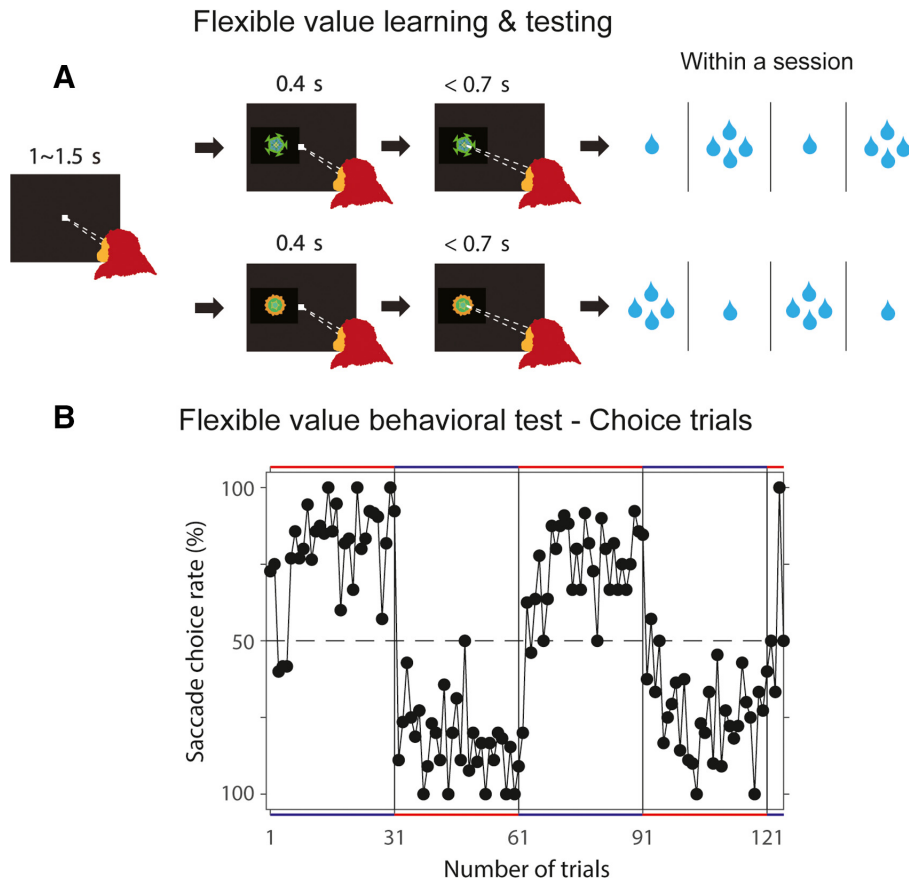 Flexible value learning & testing
A
Within a session
0.4 s
< 0.7 s
1~1.5 s
0.4 s
< 0.7 s
B
Flexible value behavioral test - Choice trials
Saccade choice rate (%)
100
50
100
1 31 61 91 121
Number of trials